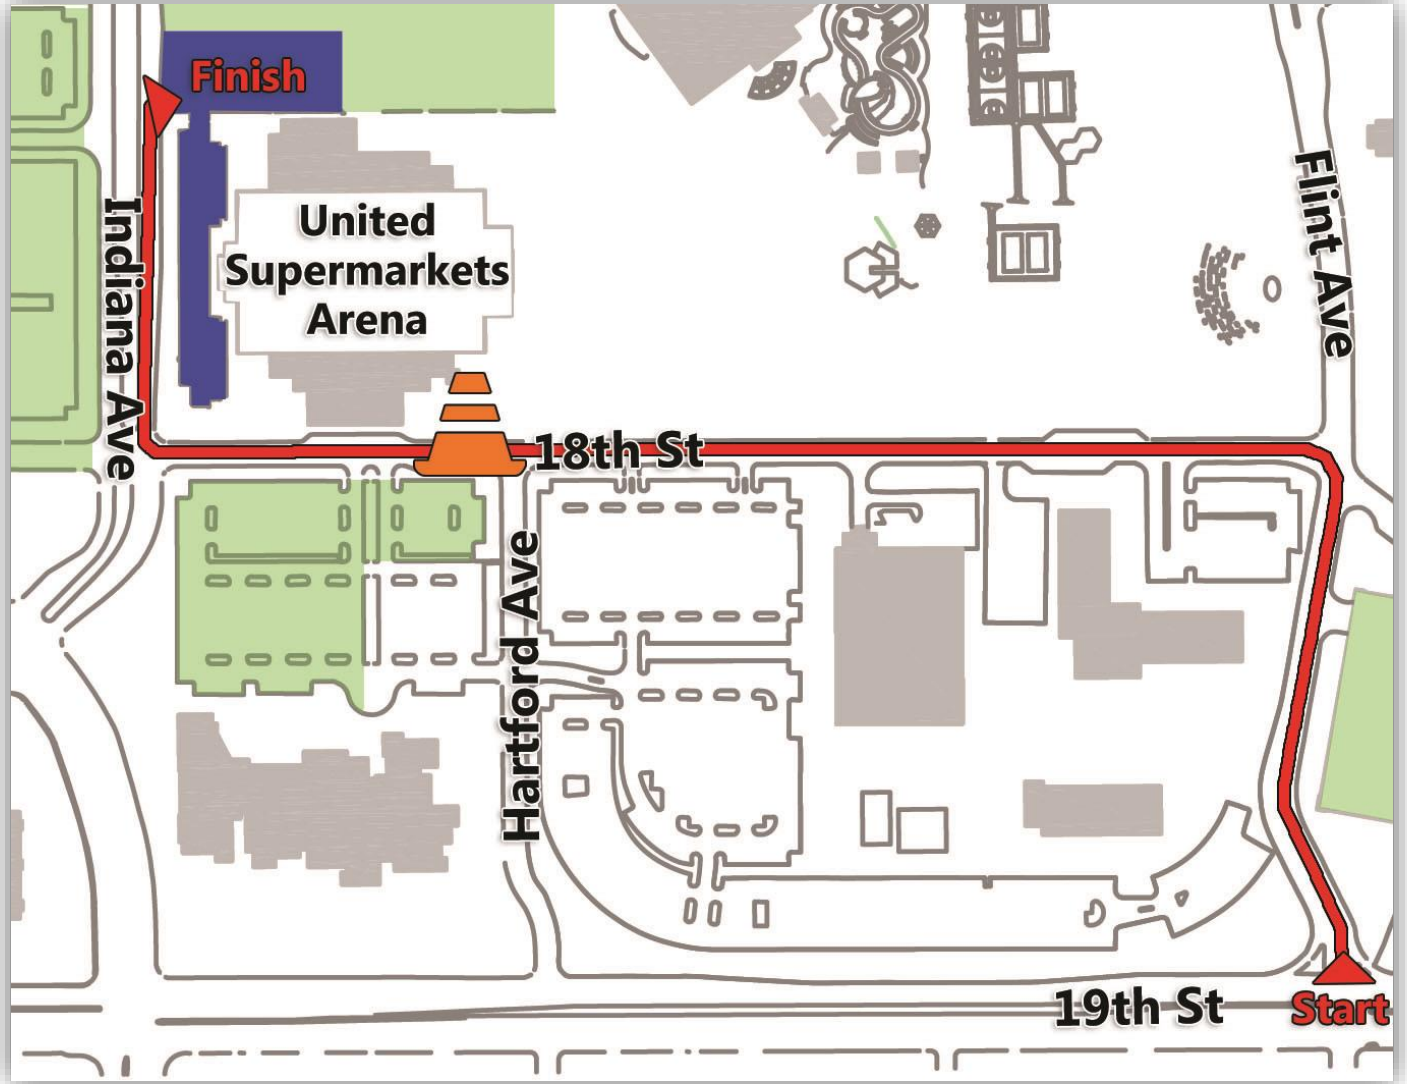 Finish
United
Supermarkets
Arena
Indiana Ave
Flint Ave
18th St
Hartford Ave
19th St
Start